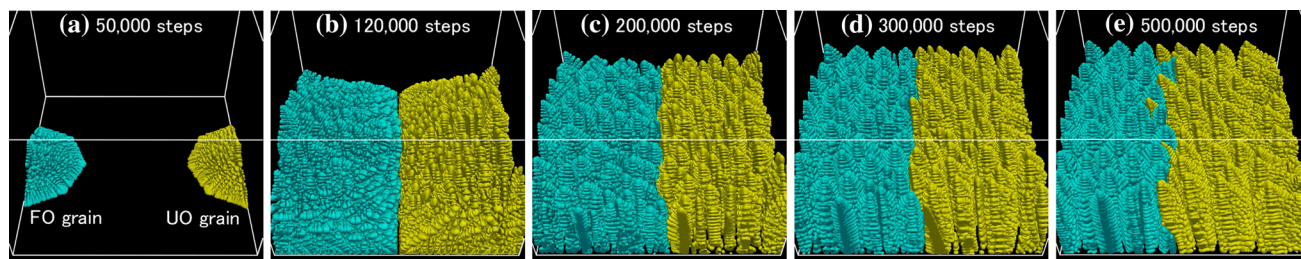 (a) 50,000 steps
FO grain
UO grain
(b) 120,000 steps
(c) 200,000 steps
(d) 300,000 steps
(e) 500,000 steps